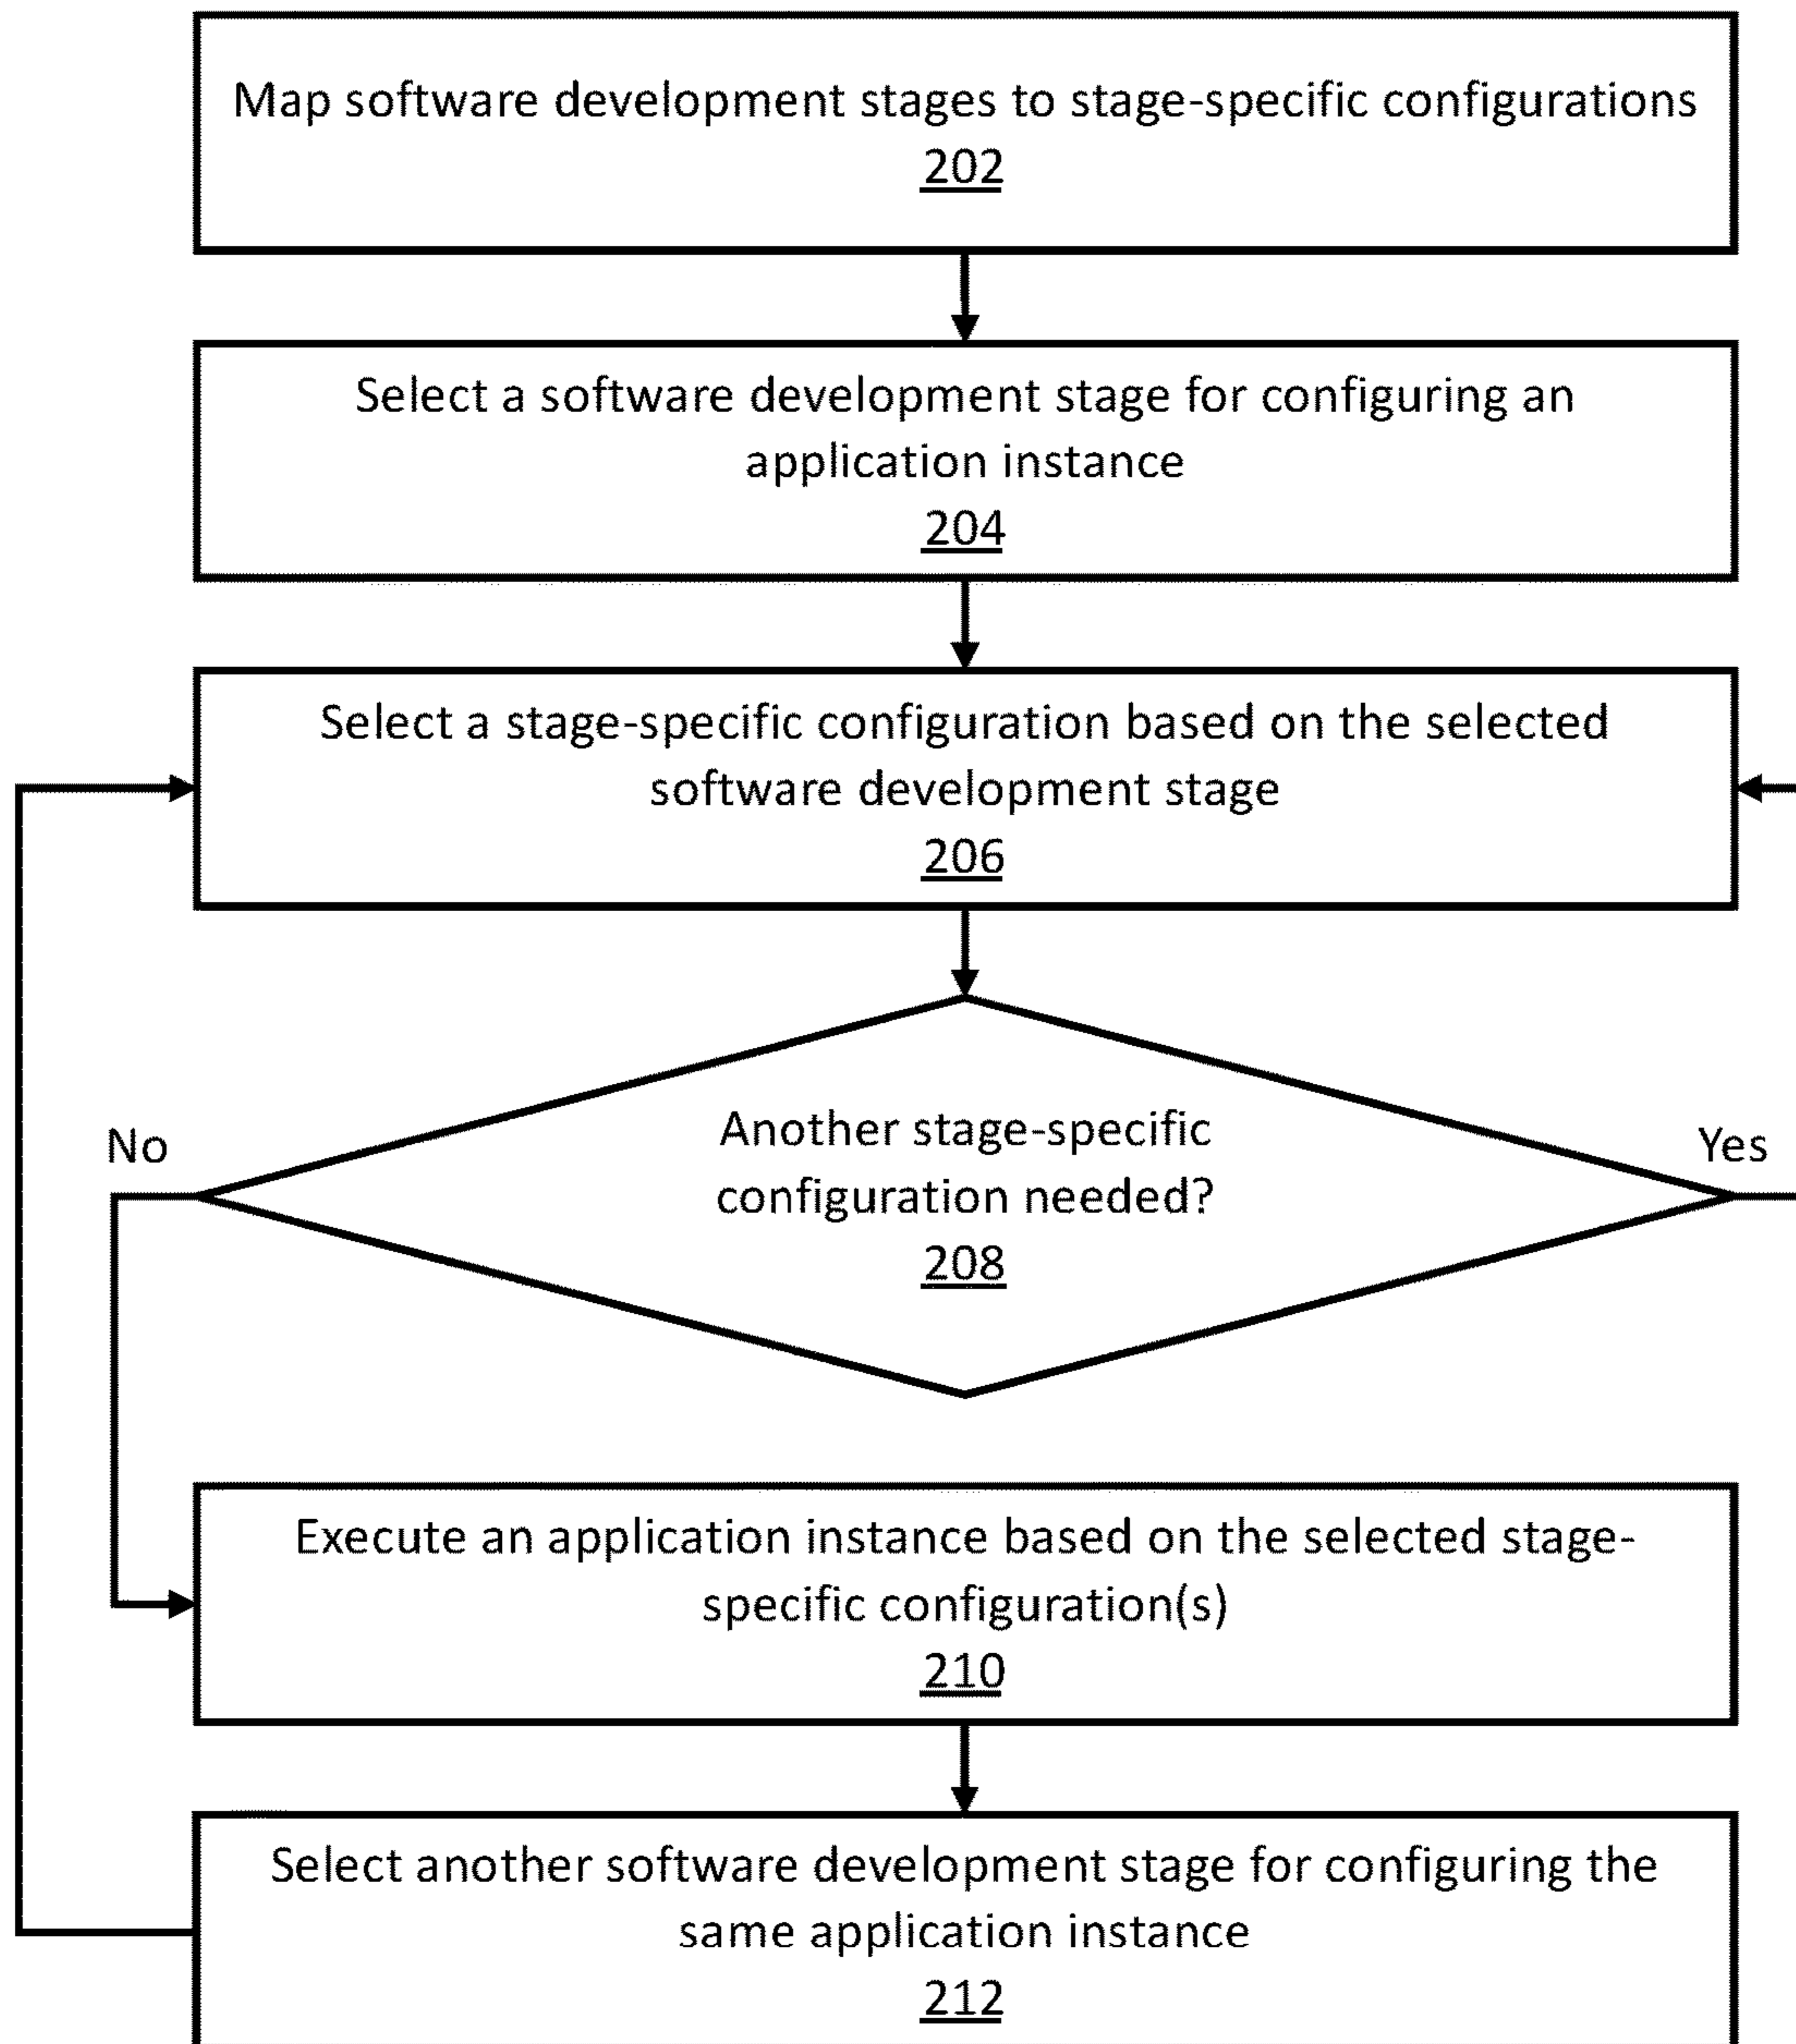 Map software development stages to stage-specific configurations
202
Select a software development stage for configuring an
application instance
204
Select a stage-specific configuration based on the selected
software development stage
206
Another stage-specific
configuration needed?
208
No
Yes
Execute an application instance based on the selected stage-
specific configuration(s)
210
Select another software development stage for configuring the
same application instance
212